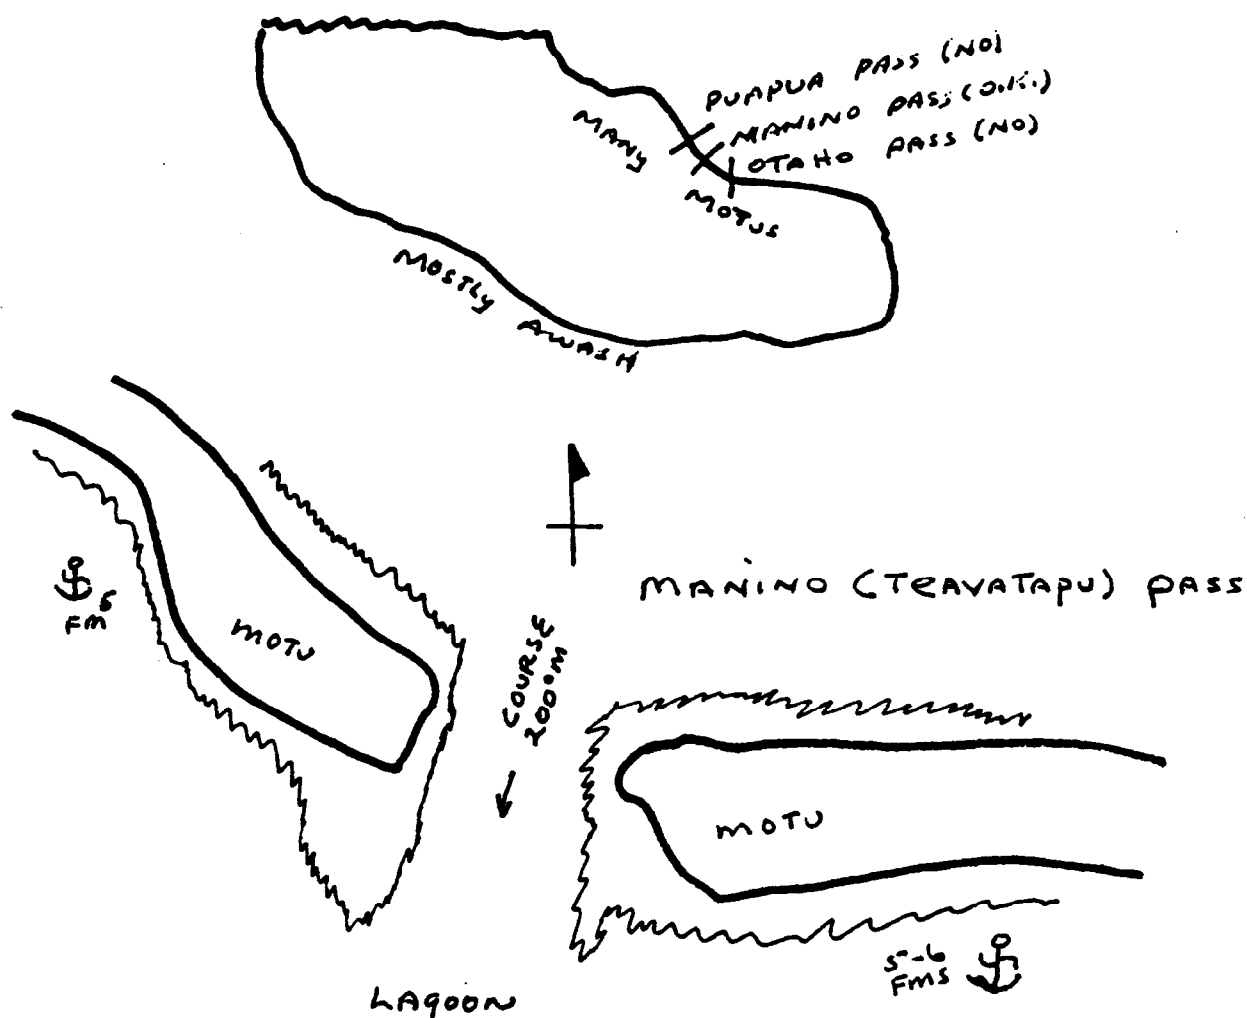 PUAPUA PASS (NO)
MANINO PASS (O.K.)
OTAHO PASS (NO)
MANY
MOTUS
MOSTLY AWASH
MANINO (TEAVATAPU) PASS
5
FM
MOTU
COURSE
200°M
MOTU
5-6
FMS
LAGOON